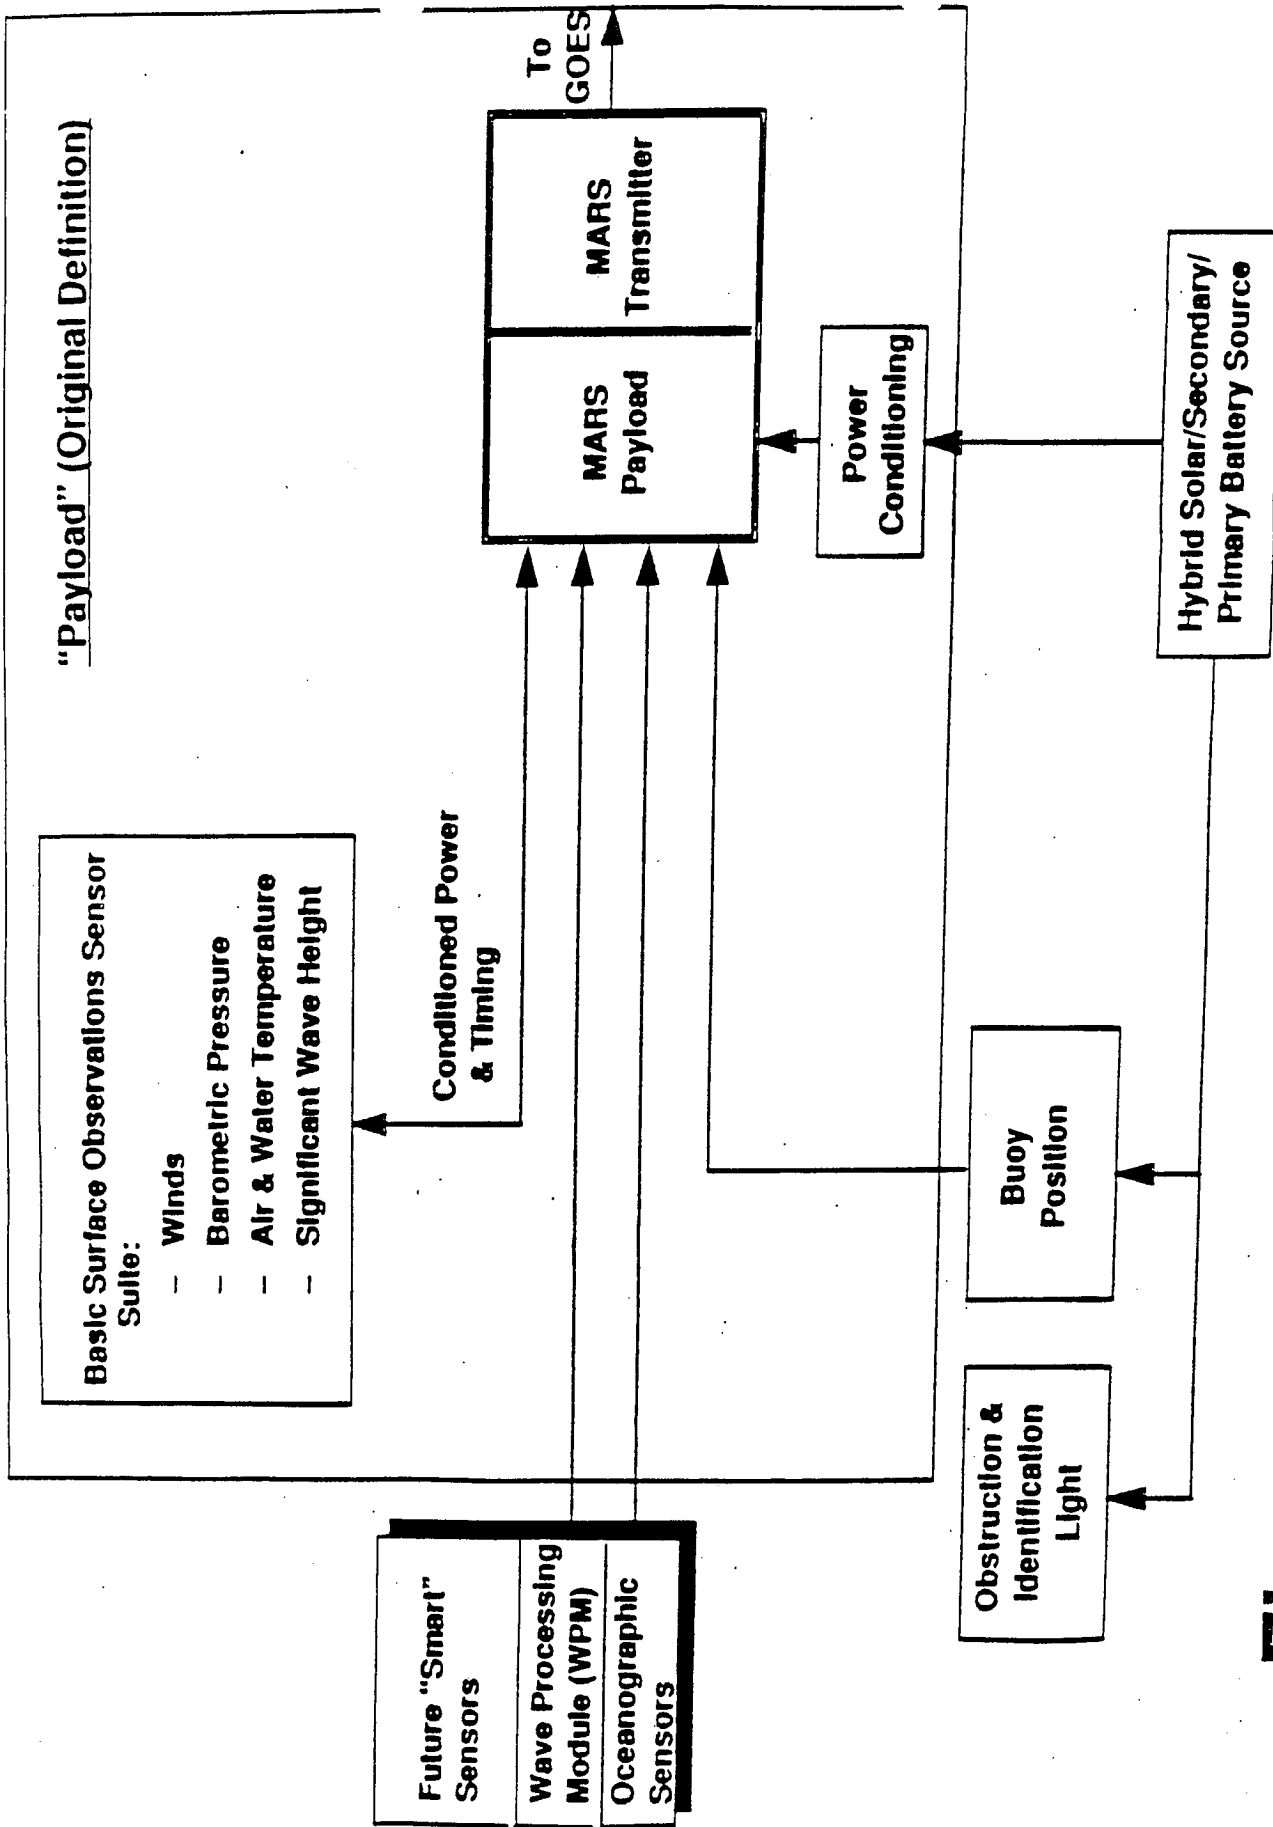 "Payload" (Original Definition)
Basic Surface Observations Sensor
Suite:
– Winds
– Barometric Pressure
– Air & Water Temperature
– Significant Wave Height
Conditioned Power
& Timing
To
GOES
MARS
Payload
MARS
Transmitter
Future "Smart"
Sensors
Wave Processing
Module (WPM)
Oceanographic
Sensors
Power
Conditioning
Buoy
Position
Obstruction &
Identification
Light
Hybrid Solar/Secondary/
Primary Battery Source